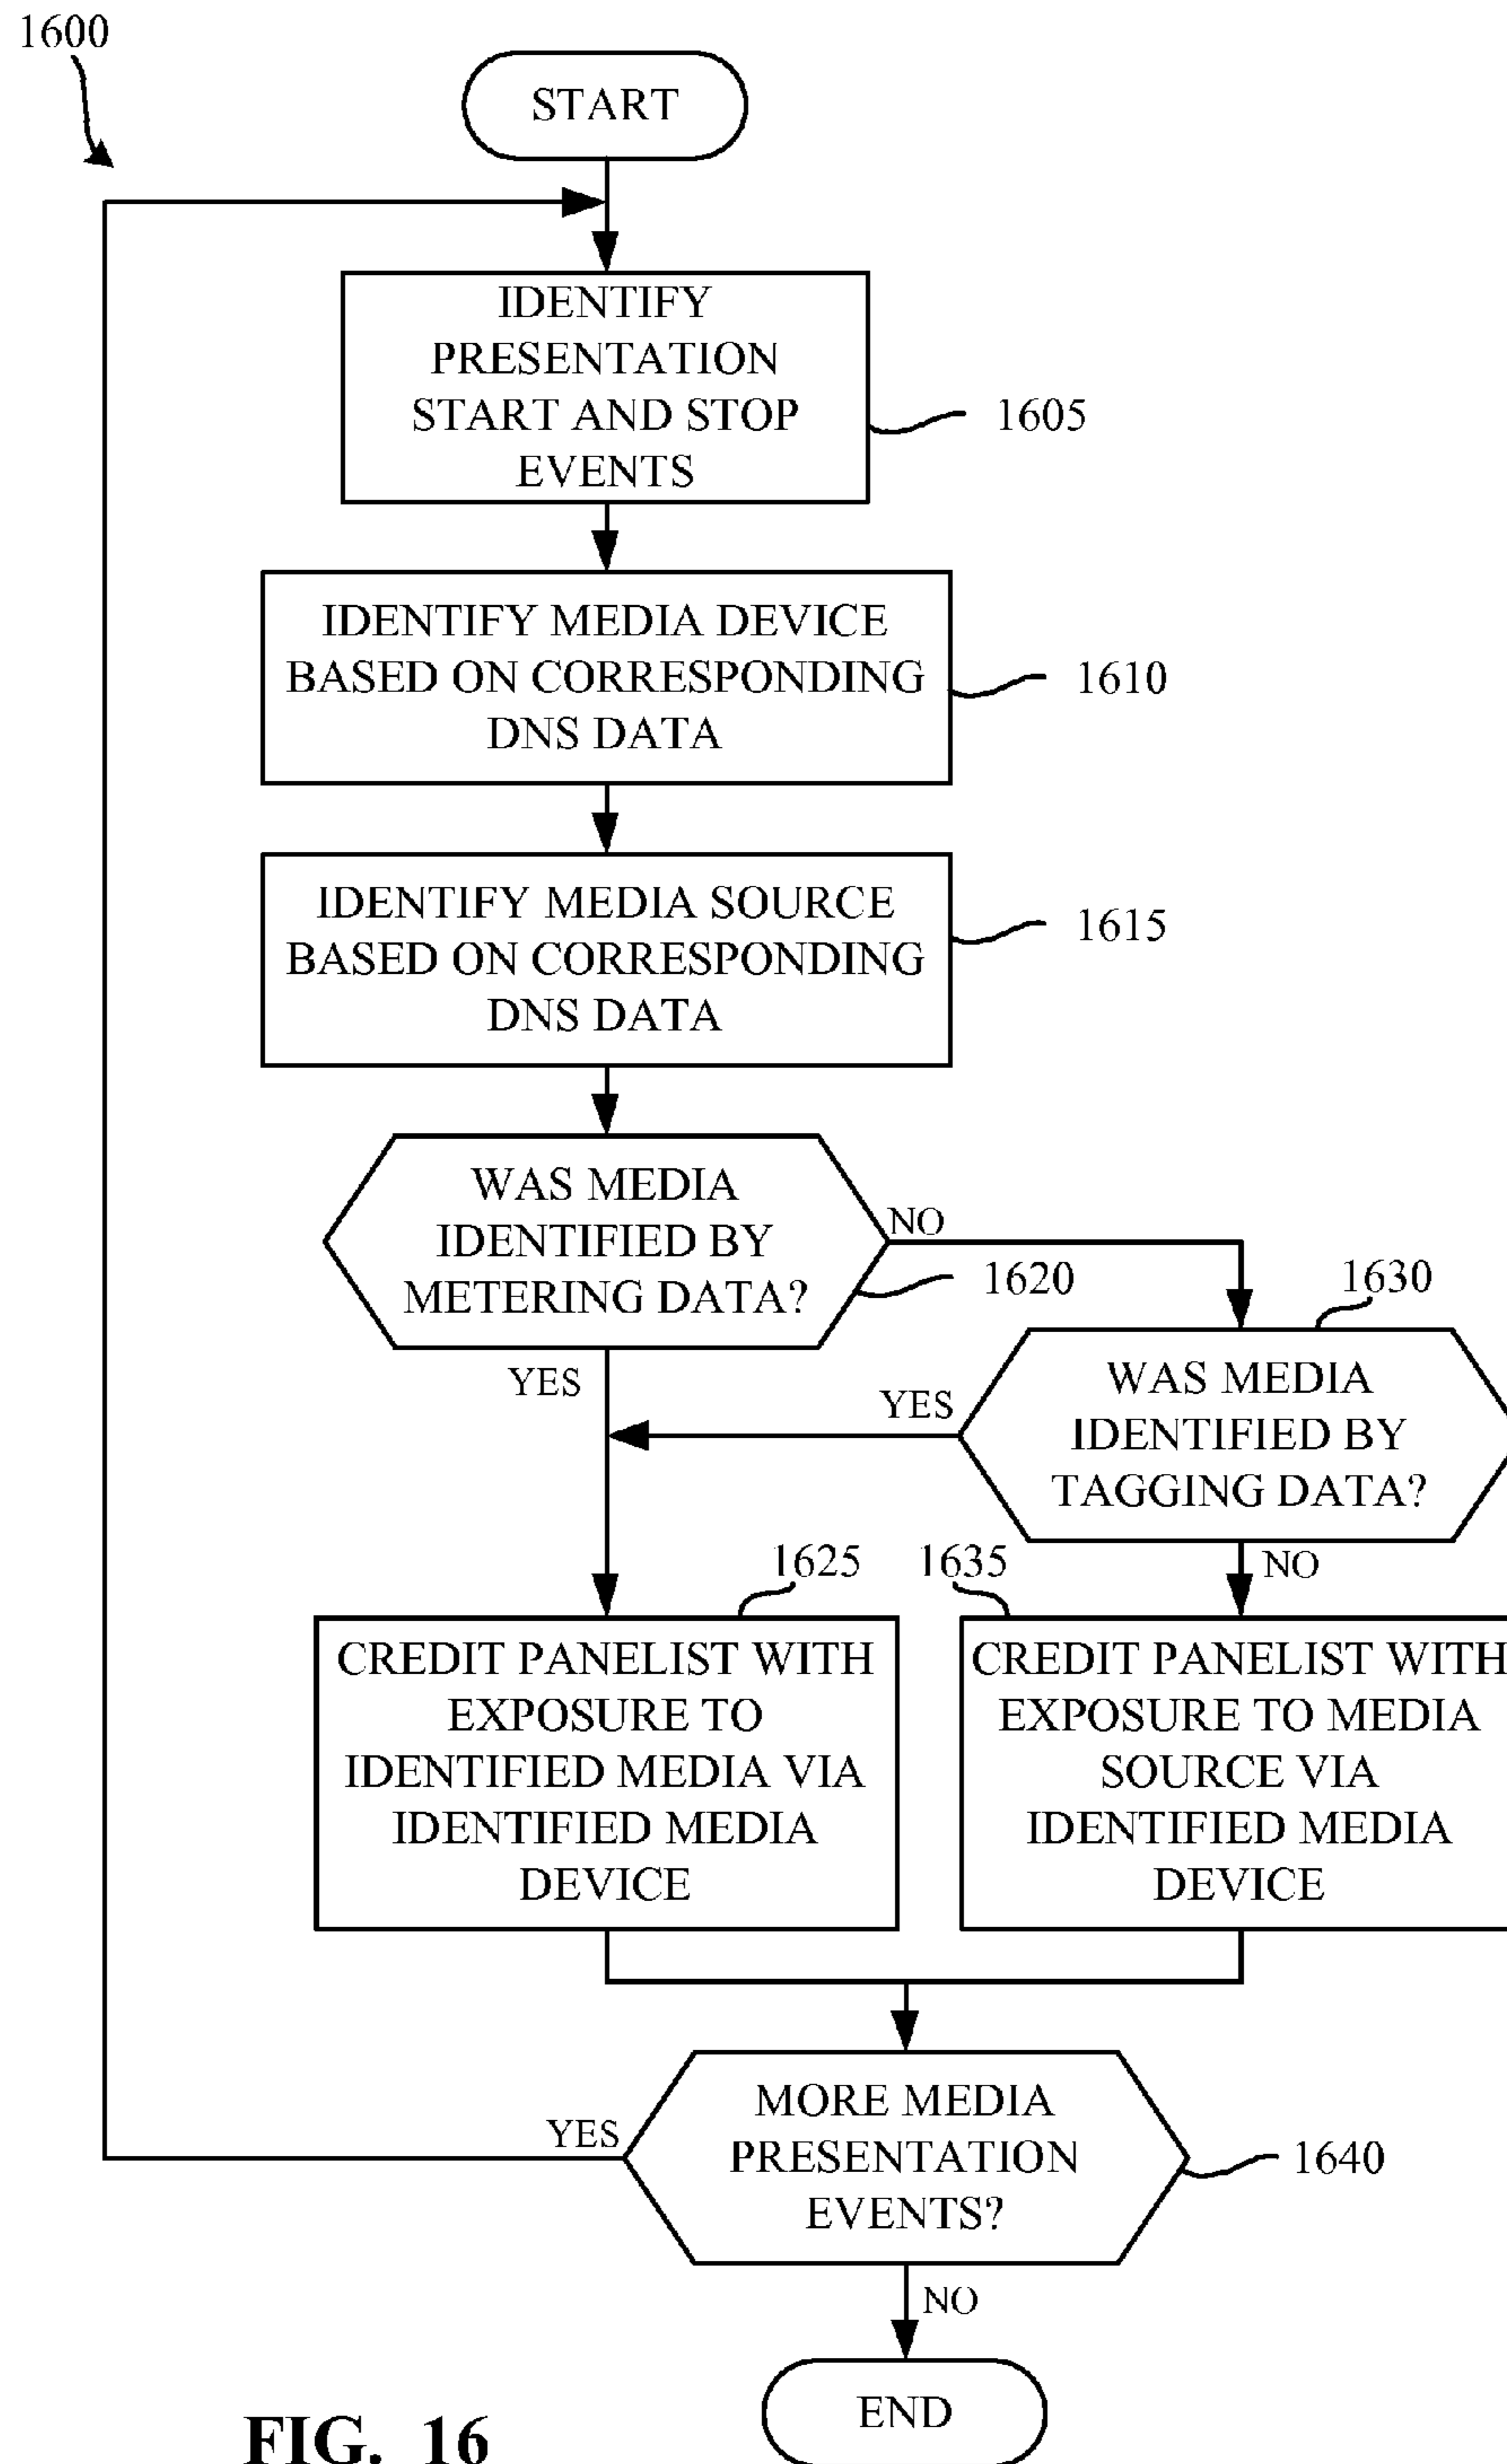 1600
START
IDENTIFY
PRESENTATION
START AND STOP
EVENTS
1605
IDENTIFY MEDIA DEVICE
BASED ON CORRESPONDING
DNS DATA
1610
IDENTIFY MEDIA SOURCE
BASED ON CORRESPONDING
DNS DATA
1615
WAS MEDIA
IDENTIFIED BY
METERING DATA?
NO
1620
YES
1630
WAS MEDIA
IDENTIFIED BY
TAGGING DATA?
YES
NO
1625
CREDIT PANELIST WITH
EXPOSURE TO
IDENTIFIED MEDIA VIA
IDENTIFIED MEDIA
DEVICE
1635
CREDIT PANELIST WITH
EXPOSURE TO MEDIA
SOURCE VIA
IDENTIFIED MEDIA
DEVICE
MORE MEDIA
PRESENTATION
EVENTS?
YES
1640
NO
END
FIG. 16